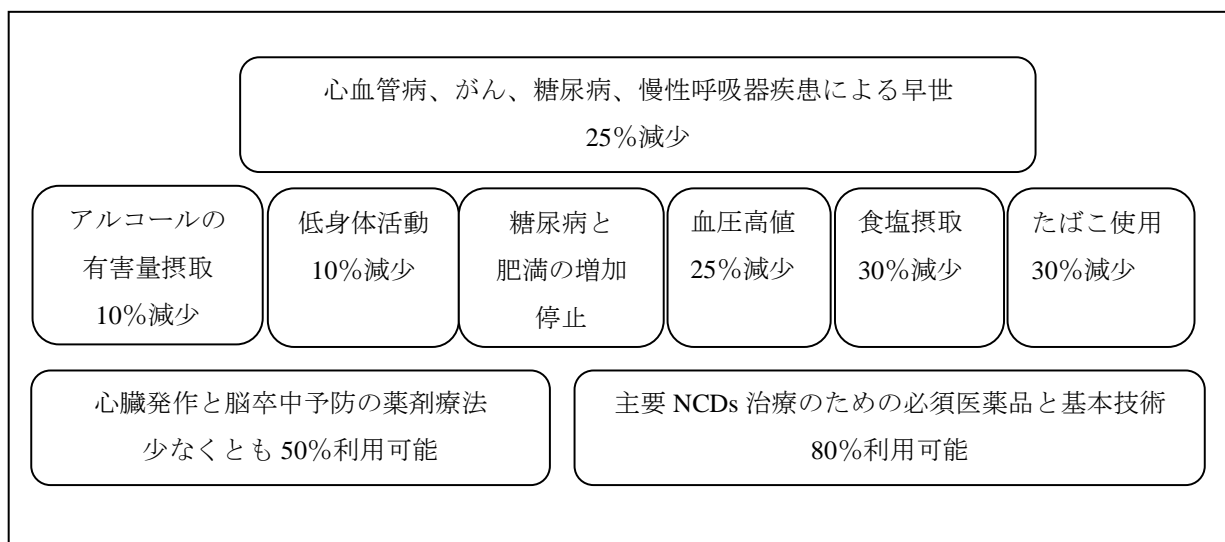 心血管病、がん、糖尿病、慢性呼吸器疾患による早世
25%減少
アルコールの
有害量摂取
10%減少
低身体活動
10%減少
糖尿病と
肥満の増加
停止
血圧高値
25%減少
食塩摂取
30%減少
たばこ使用
30%減少
心臓発作と脳卒中予防の薬剤療法
少なくとも 50%利用可能
主要 NCDs 治療のための必須医薬品と基本技術
80%利用可能